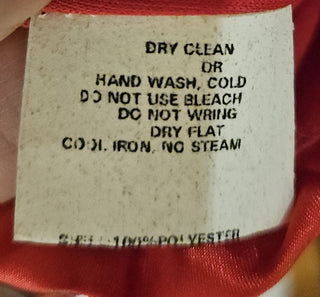 DRY CLEAN
OR
HAND WASH, COLD
DO NOT USE BLEACH
DO NOT WRING
DRY FLAT
COOL IRON, NO STEAM
SHELL: 100% POLYESTER